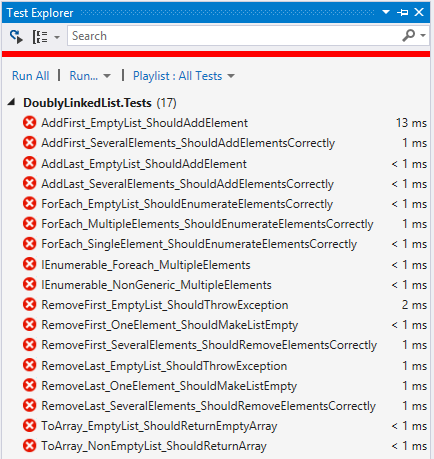 Test Explorer
Search
Run All | Run... | Playlist : All Tests
DoublyLinkedList.Tests (17)
AddFirst_EmptyList_ShouldAddElement 13 ms
AddFirst_SeveralElements_ShouldAddElementsCorrectly 1 ms
AddLast_EmptyList_ShouldAddElement < 1 ms
AddLast_SeveralElements_ShouldAddElementsCorrectly < 1 ms
ForEach_EmptyList_ShouldEnumerateElementsCorrectly < 1 ms
ForEach_MultipleElements_ShouldEnumerateElementsCorrectly 1 ms
ForEach_SingleElement_ShouldEnumerateElementsCorrectly < 1 ms
IEnumerable_Foreach_MultipleElements < 1 ms
IEnumerable_NonGeneric_MultipleElements < 1 ms
RemoveFirst_EmptyList_ShouldThrowException 2 ms
RemoveFirst_OneElement_ShouldMakeListEmpty < 1 ms
RemoveFirst_SeveralElements_ShouldRemoveElementsCorrectly 1 ms
RemoveLast_EmptyList_ShouldThrowException 1 ms
RemoveLast_OneElement_ShouldMakeListEmpty 1 ms
RemoveLast_SeveralElements_ShouldRemoveElementsCorrectly 1 ms
ToArray_EmptyList_ShouldReturnEmptyArray < 1 ms
ToArray_NonEmptyList_ShouldReturnArray < 1 ms